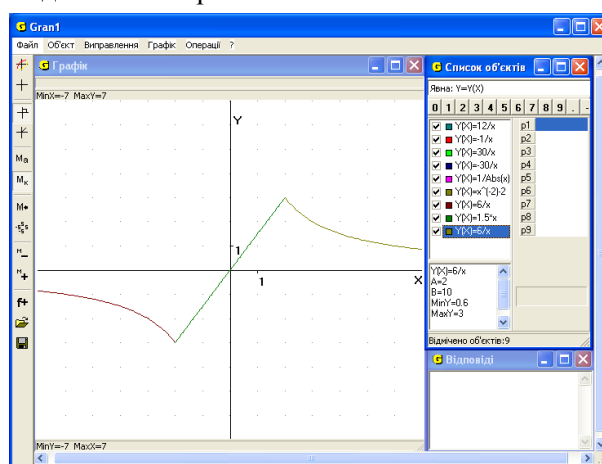 Gran1
Файл Об'єкт Виправлення Графік Операції ?
Графік
MinX=-7 MaxY=7
Y
1
1
X
MinY=-7 MaxX=7
Список об'єктів
Явна: Y=Y(X)
0 1 2 3 4 5 6 7 8 9 . -
Y(X)=12/x p1
Y(X)=-1/x p2
Y(X)=30/x p3
Y(X)=-30/x p4
Y(X)=1/Abs(x) p5
Y(X)=x^(-2)-2 p6
Y(X)=6/x p7
Y(X)=1.5*x p8
Y(X)=6/x p9
Y(X)=6/x
A=2
B=10
MinY=0.6
MaxY=3
Відмічено об'єктів:9
Відповіді